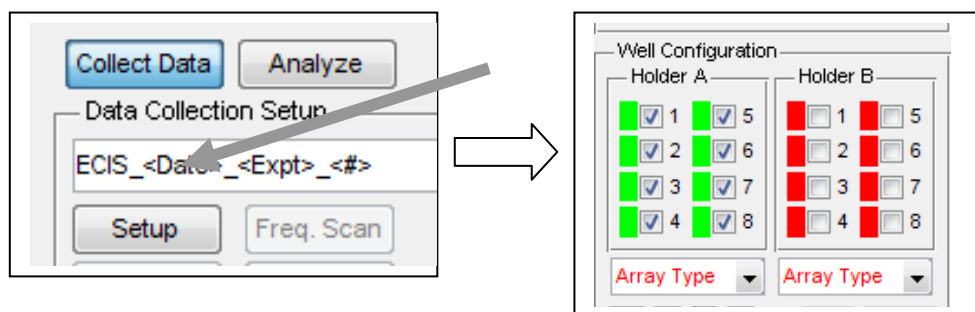 Collect Data Analyze
Data Collection Setup
ECIS_<Date>_<Expt>_<#>
Setup Freq. Scan
Well Configuration
Holder A Holder B
1 5 1 5
2 6 2 6
3 7 3 7
4 8 4 8
Array Type Array Type